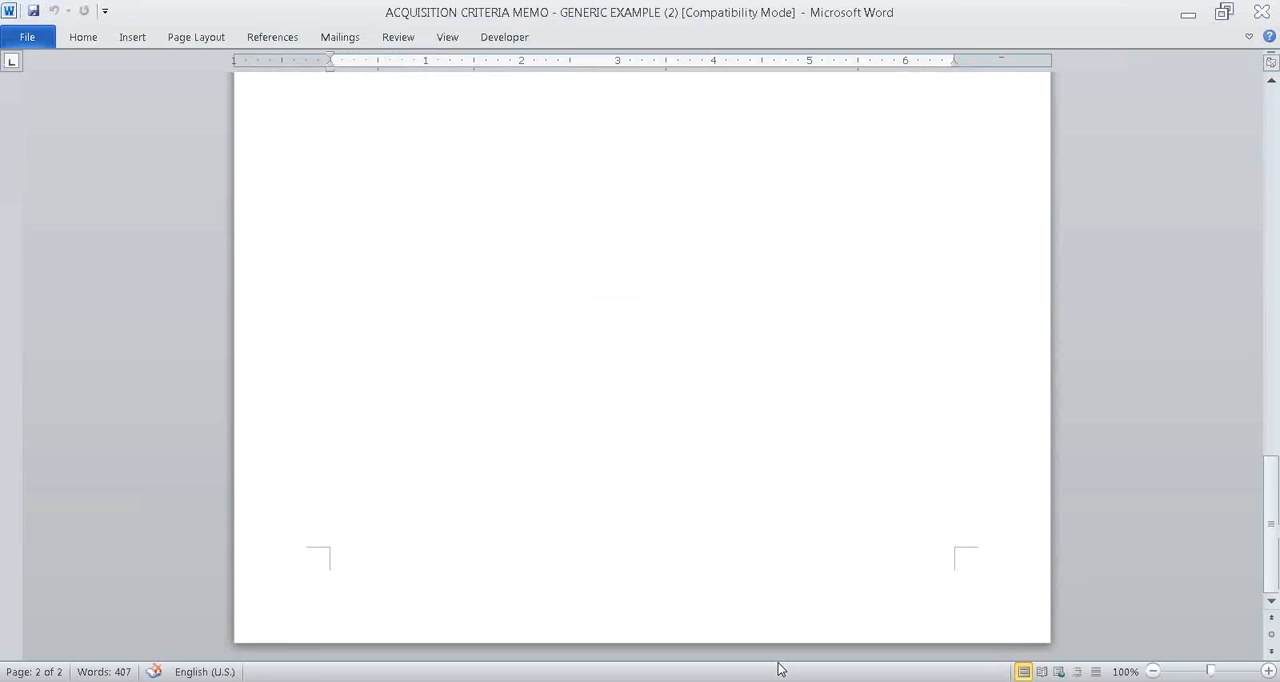 ACQUISITION CRITERIA MEMO - GENERIC EXAMPLE (2) [Compatibility Mode] - Microsoft Word
File Home Insert Page Layout References Mailings Review View Developer
1 1 2 3 4 5 6
Page: 2 of 2 Words: 407 English (U.S.) 100%